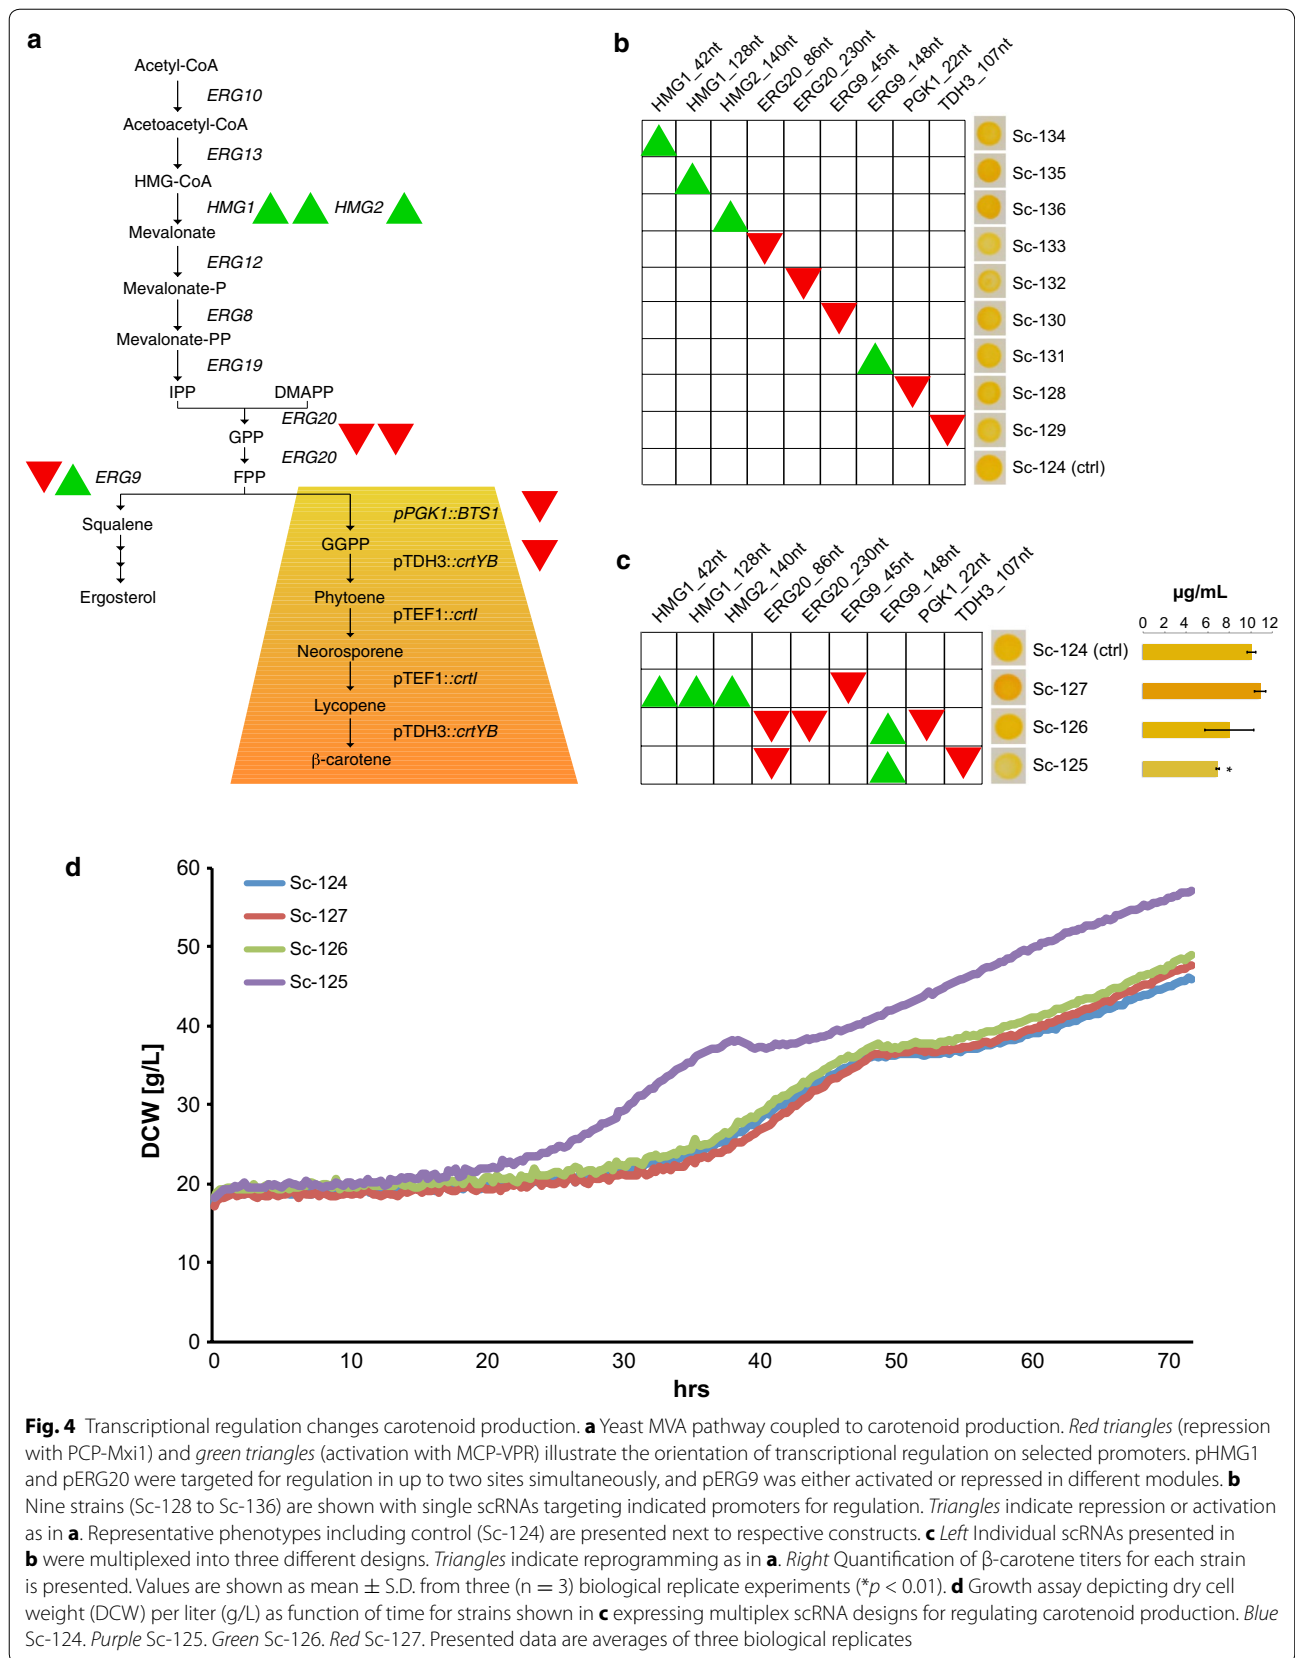 a
Acetyl-CoA
ERG10
Acetoacetyl-CoA
ERG13
HMG-CoA
HMG1 HMG2
Mevalonate
ERG12
Mevalonate-P
ERG8
Mevalonate-PP
ERG19
IPP DMAPP
ERG20
GPP
ERG20
ERG9 FPP
pPGK1::BTS1
Squalene
GGPP
pTDH3::crtYB
Ergosterol
Phytoene
pTEF1::crtI
Neorosporene
pTEF1::crtI
Lycopene
pTDH3::crtYB
β-carotene
b
HMG1_42nt
HMG1_128nt
HMG2_140nt
ERG20_86nt
ERG20_230nt
ERG9_45nt
ERG9_148nt
PGK1_22nt
TDH3_107nt
Sc-134
Sc-135
Sc-136
Sc-133
Sc-132
Sc-130
Sc-131
Sc-128
Sc-129
Sc-124 (ctrl)
c
HMG1_42nt
HMG1_128nt
HMG2_140nt
ERG20_86nt
ERG20_230nt
ERG9_45nt
ERG9_148nt
PGK1_22nt
TDH3_107nt
µg/mL
0 2 4 6 8 10 12
Sc-124 (ctrl)
Sc-127
Sc-126
Sc-125
*
d
60
50
40
30
20
10
0
DCW [g/L]
Sc-124
Sc-127
Sc-126
Sc-125
0 10 20 30 40 50 60 70
hrs
Fig. 4 Transcriptional regulation changes carotenoid production. a Yeast MVA pathway coupled to carotenoid production. Red triangles (repression
with PCP-Mxi1) and green triangles (activation with MCP-VPR) illustrate the orientation of transcriptional regulation on selected promoters. pHMG1
and pERG20 were targeted for regulation in up to two sites simultaneously, and pERG9 was either activated or repressed in different modules. b
Nine strains (Sc-128 to Sc-136) are shown with single scRNAs targeting indicated promoters for regulation. Triangles indicate repression or activation
as in a. Representative phenotypes including control (Sc-124) are presented next to respective constructs. c Left Individual scRNAs presented in
b were multiplexed into three different designs. Triangles indicate reprogramming as in a. Right Quantification of β-carotene titers for each strain
is presented. Values are shown as mean ± S.D. from three (n = 3) biological replicate experiments (*p < 0.01). d Growth assay depicting dry cell
weight (DCW) per liter (g/L) as function of time for strains shown in c expressing multiplex scRNA designs for regulating carotenoid production. Blue
Sc-124. Purple Sc-125. Green Sc-126. Red Sc-127. Presented data are averages of three biological replicates